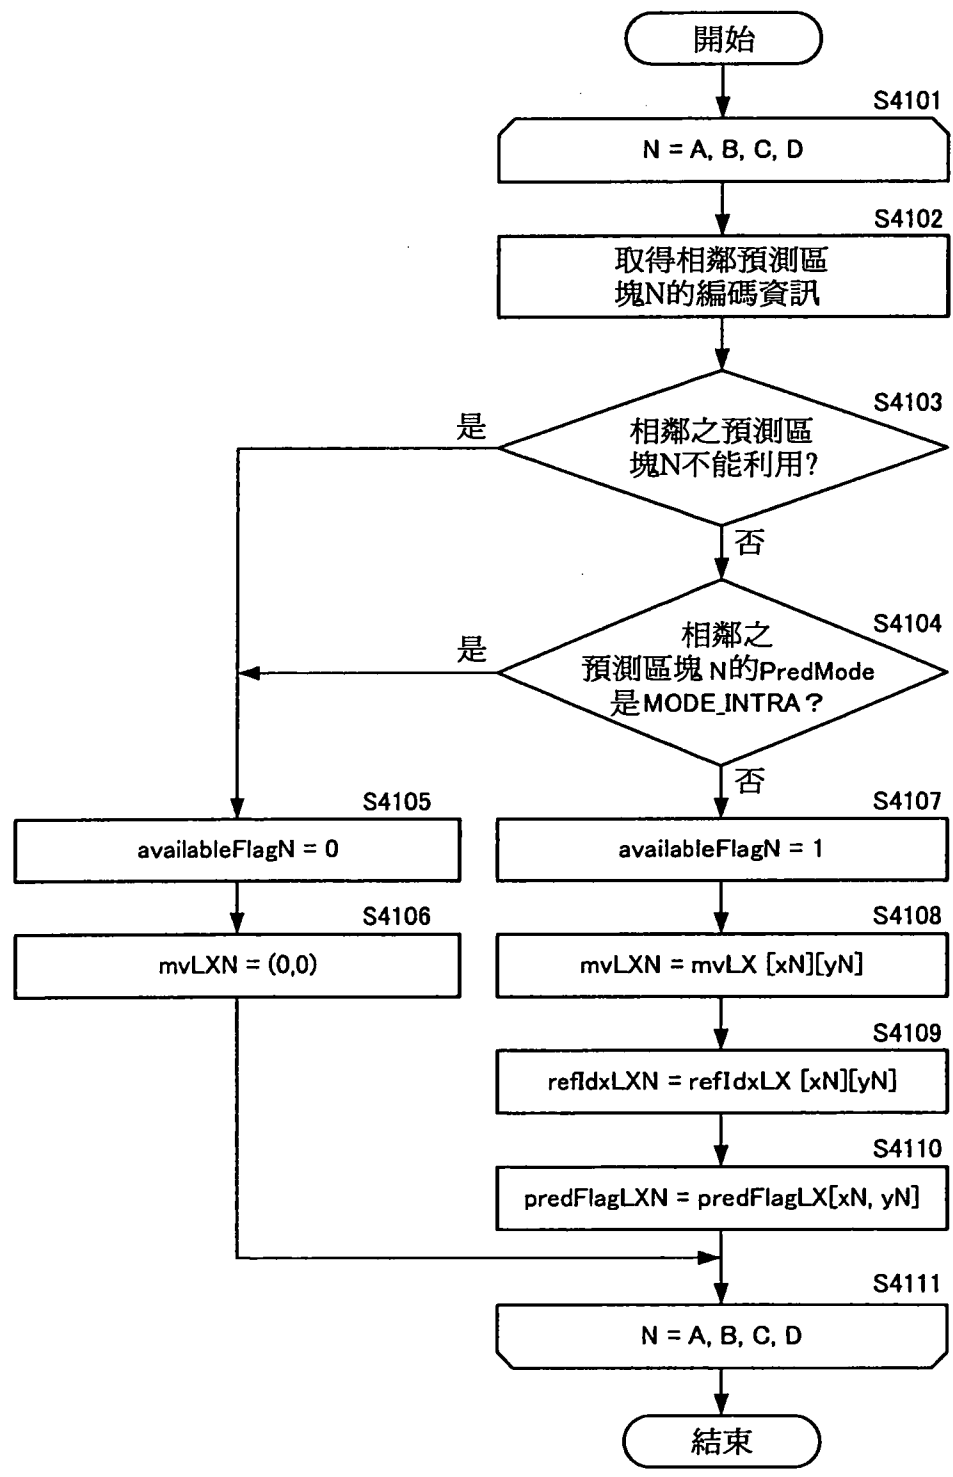 開始
S4101
N = A, B, C, D
S4102
取得相鄰預測區
塊N的編碼資訊
S4103
相鄰之預測區
塊N不能利用?
是
否
S4104
相鄰之
預測區塊 N的PredMode
是MODE_INTRA?
是
否
S4105
availableFlagN = 0
S4107
availableFlagN = 1
S4106
mvLXN = (0,0)
S4108
mvLXN = mvLX [xN][yN]
S4109
refIdxLXN = refIdxLX [xN][yN]
S4110
predFlagLXN = predFlagLX[xN, yN]
S4111
N = A, B, C, D
結束